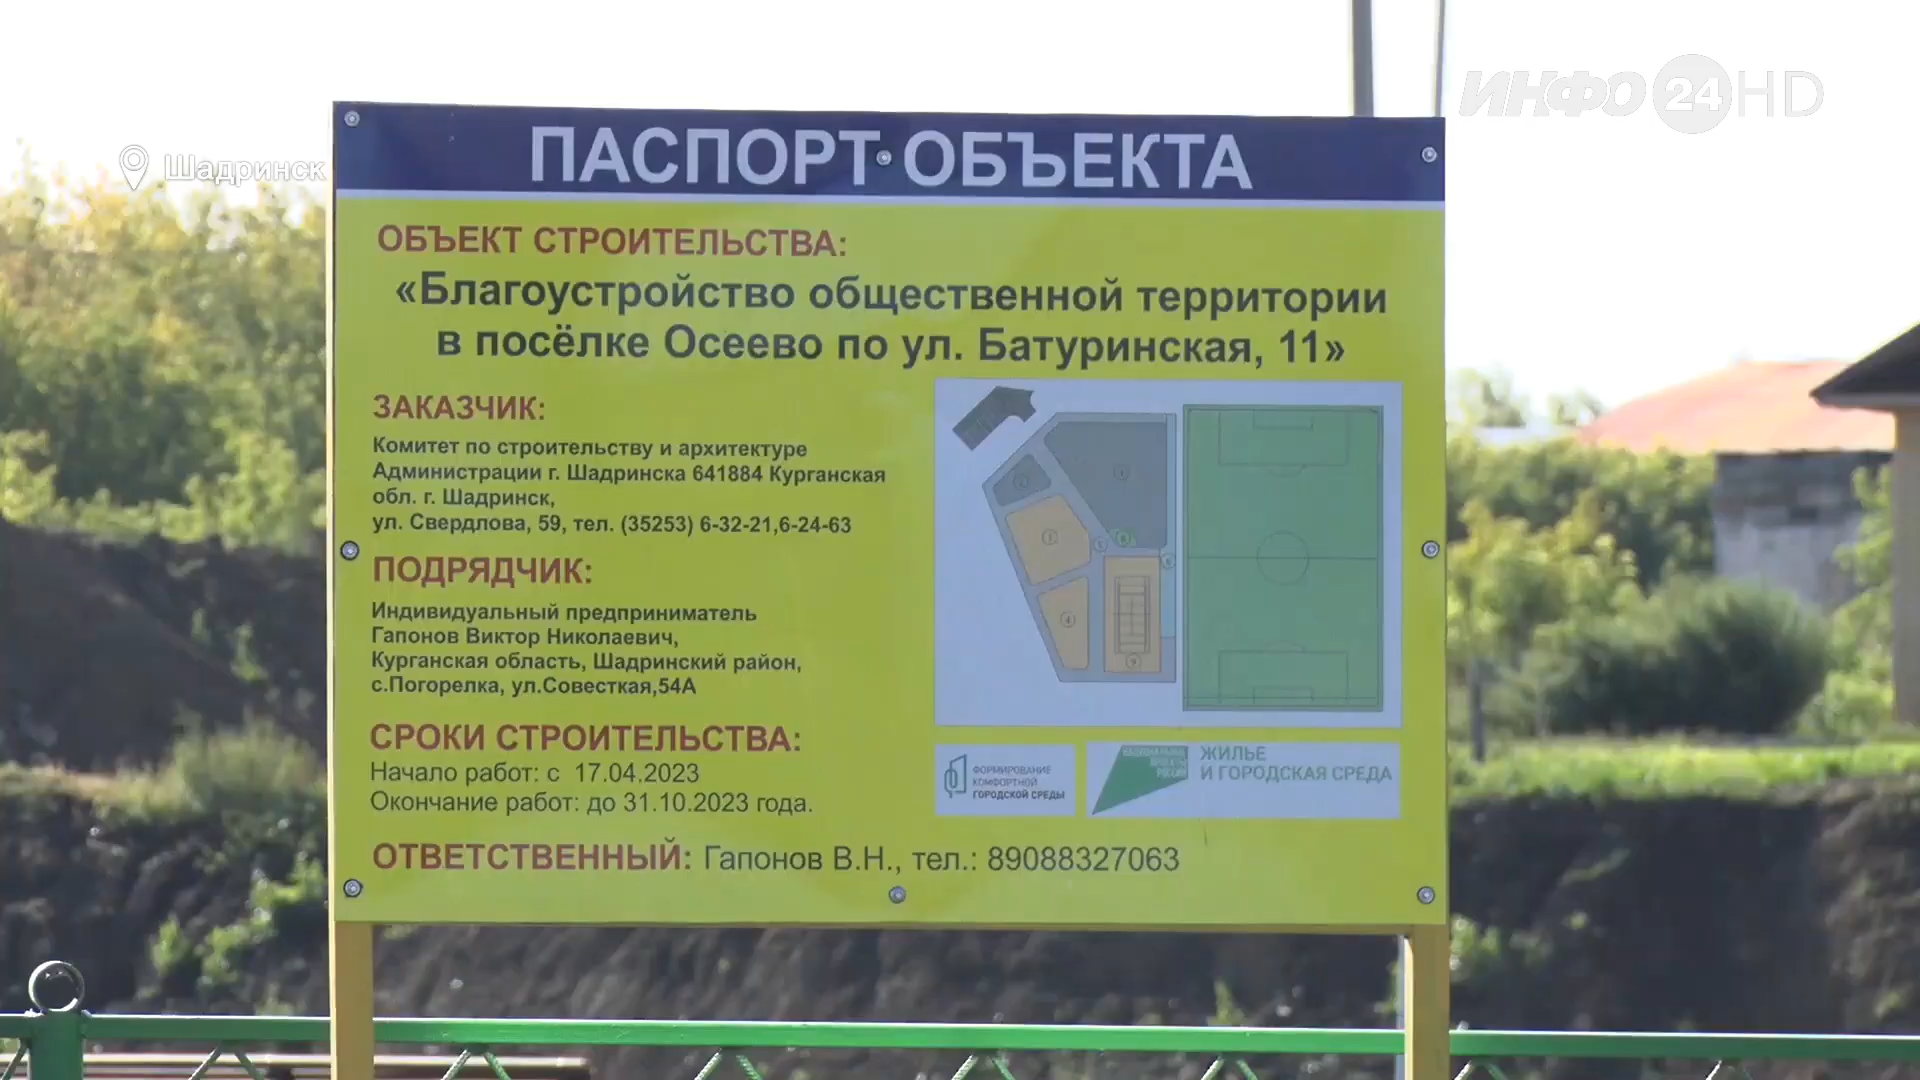 ИНФО 24 HD
Шадринск
ПАСПОРТ ОБЪЕКТА
ОБЪЕКТ СТРОИТЕЛЬСТВА:
«Благоустройство общественной территории
в посёлке Осеево по ул. Батуринская, 11»
ЗАКАЗЧИК:
Комитет по строительству и архитектуре
Администрации г. Шадринска 641884 Курганская
обл. г. Шадринск,
ул. Свердлова, 59, тел. (35253) 6-32-21,6-24-63
ПОДРЯДЧИК:
Индивидуальный предприниматель
Гапонов Виктор Николаевич,
Курганская область, Шадринский район,
с.Погорелка, ул.Совесткая,54А
СРОКИ СТРОИТЕЛЬСТВА:
Начало работ: с 17.04.2023
Окончание работ: до 31.10.2023 года.
ФОРМИРОВАНИЕ
КОМФОРТНОЙ
ГОРОДСКОЙ СРЕДЫ
НАЦИОНАЛЬНЫЕ
ПРОЕКТЫ
РОССИИ
ЖИЛЬЕ
И ГОРОДСКАЯ СРЕДА
ОТВЕТСТВЕННЫЙ: Гапонов В.Н., тел.: 89088327063